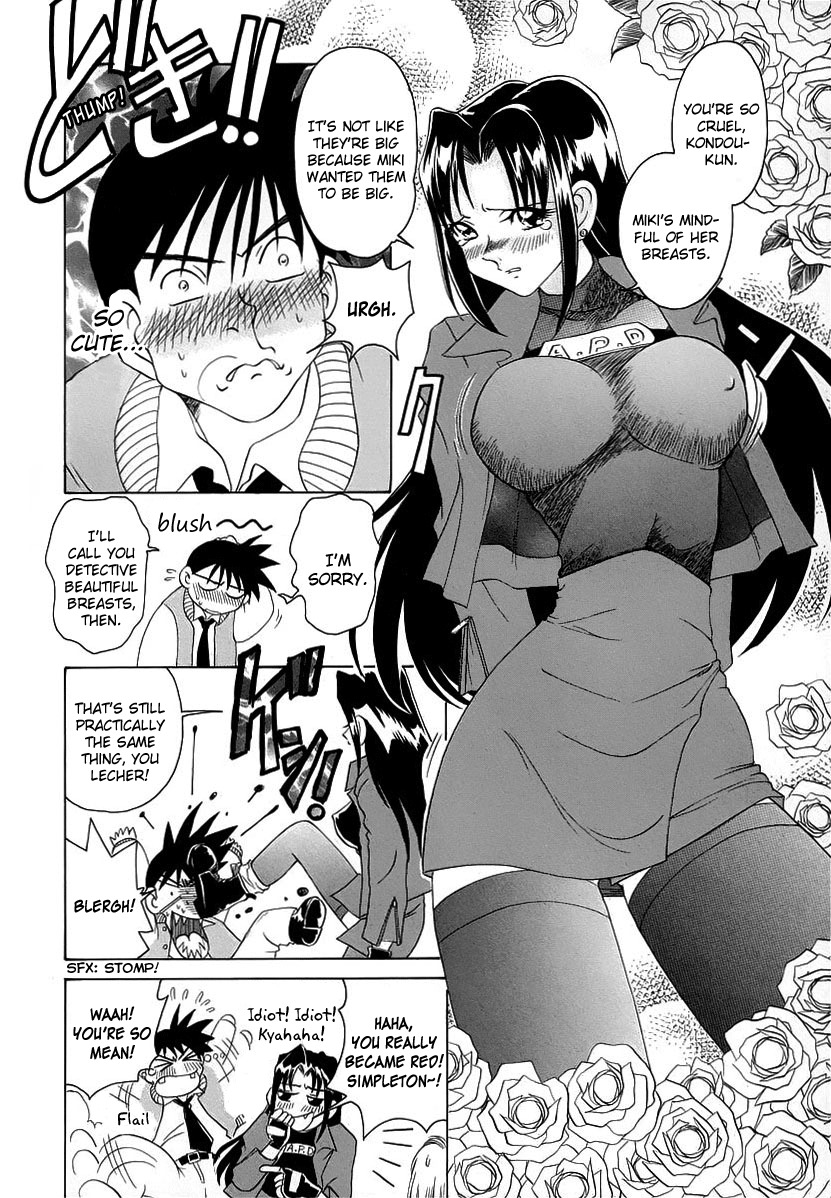 YOU'RE SO
CRUEL,
KONDOU-
KUN.
MIKI'S MIND-
FUL OF HER
BREASTS.
A.P.D
IT'S NOT LIKE
THEY'RE BIG
BECAUSE MIKI
WANTED THEM
TO BE BIG.
どき!!
THUMP!
URGH.
SO
CUTE...
blush
I'M
SORRY.
I'LL
CALL YOU
DETECTIVE
BEAUTIFUL
BREASTS,
THEN.
THAT'S STILL
PRACTICALLY
THE SAME
THING, YOU
LECHER!
BLERGH!
SFX: STOMP!
HAHA,
YOU REALLY
BECAME RED!
SIMPLETON~!
Idiot! Idiot!
Kyahaha!
A.P.D
WAAH!
YOU'RE SO
MEAN!
Flail